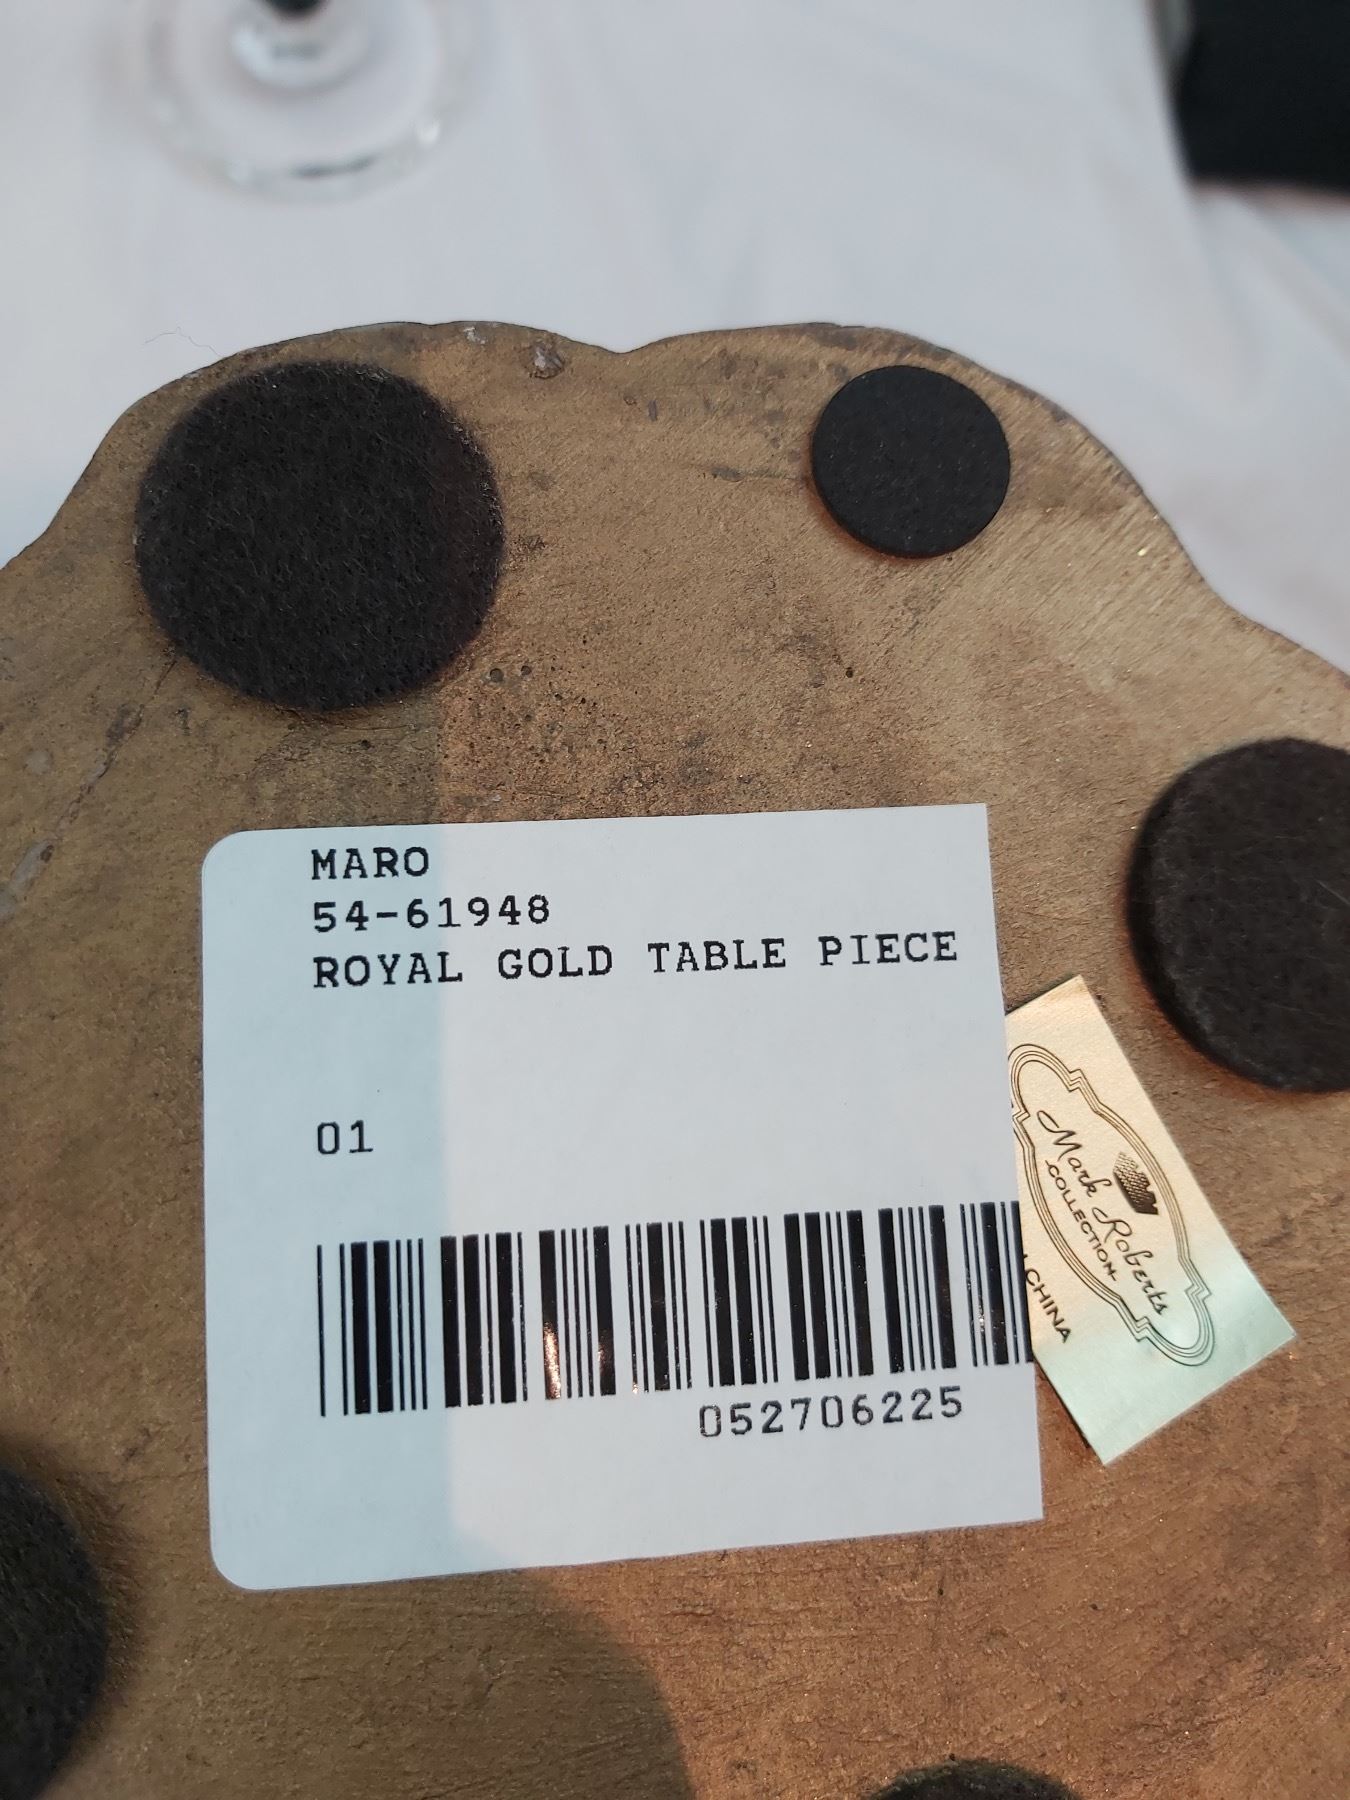 MARO
54-61948
ROYAL GOLD TABLE PIECE
01
052706225
Mark Roberts
COLLECTION
CHINA